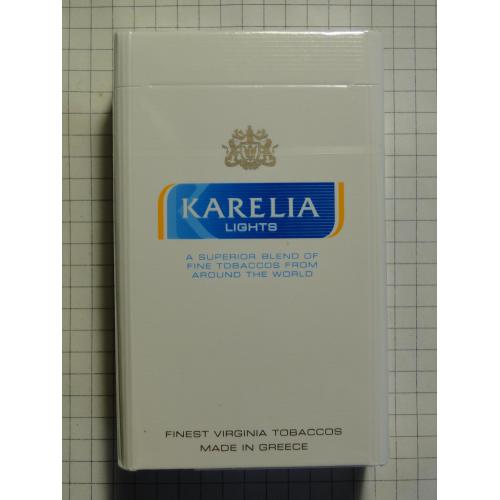 KARELIA
LIGHTS
A SUPERIOR BLEND OF
FINE TOBACCOS FROM
AROUND THE WORLD
FINEST VIRGINIA TOBACCOS
MADE IN GREECE